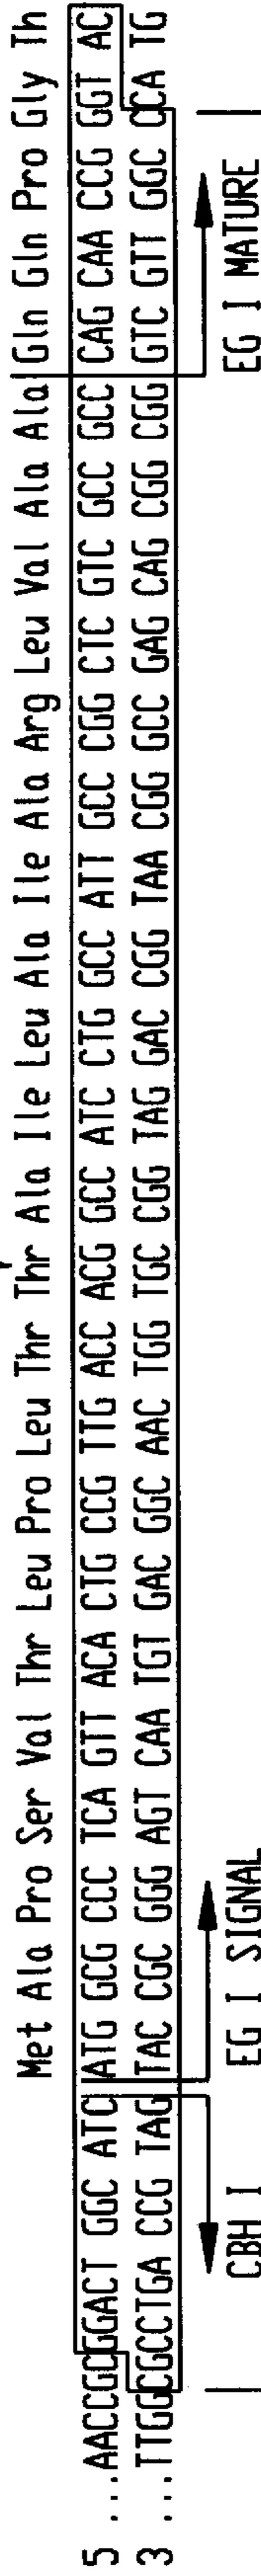 Met Ala Pro Ser Val Thr Leu Pro Leu Thr Thr Ala Ile Leu Ala Ile Ala Arg Leu Val Ala Ala Gln Gln Pro Gly Th
5 ...AACCGCGGACT GGC ATC ATG GCG CCC TCA GTT ACA CTG CCG TTG ACC ACG GCC ATC CTG GCC ATT GCC CGG CTC GTC GCC GCC CAG CAA CCG GGT AC
3 ...TTGGCGCCTGA CCG TAG TAC CGC GGG AGT CAA TGT GAC GGC AAC TGG TGC CGG TAG GAC CGG TAA CGG GCC GAG CAG CGG CGG GTC GTT GGC CCA TG
CBH I EG I SIGNAL EG I MATURE